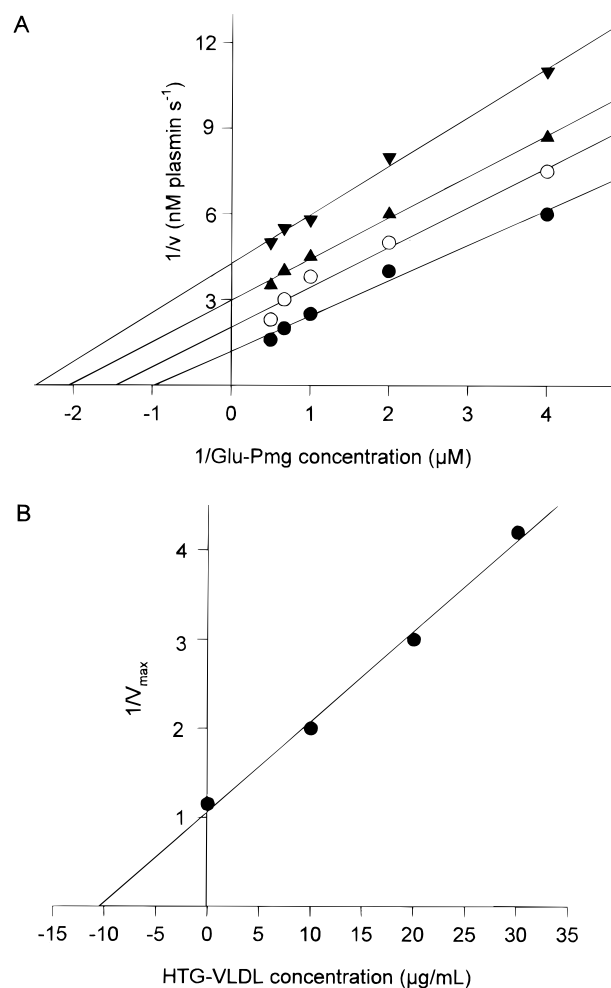 A
12
9
6
3
1/v (nM plasmin s⁻¹)
-2 -1 0 1 2 3 4
1/Glu-Pmg concentration (µM)
B
4
3
2
1
1/Vmax
-15 -10 -5 0 5 10 15 20 25 30 35
HTG-VLDL concentration (µg/mL)